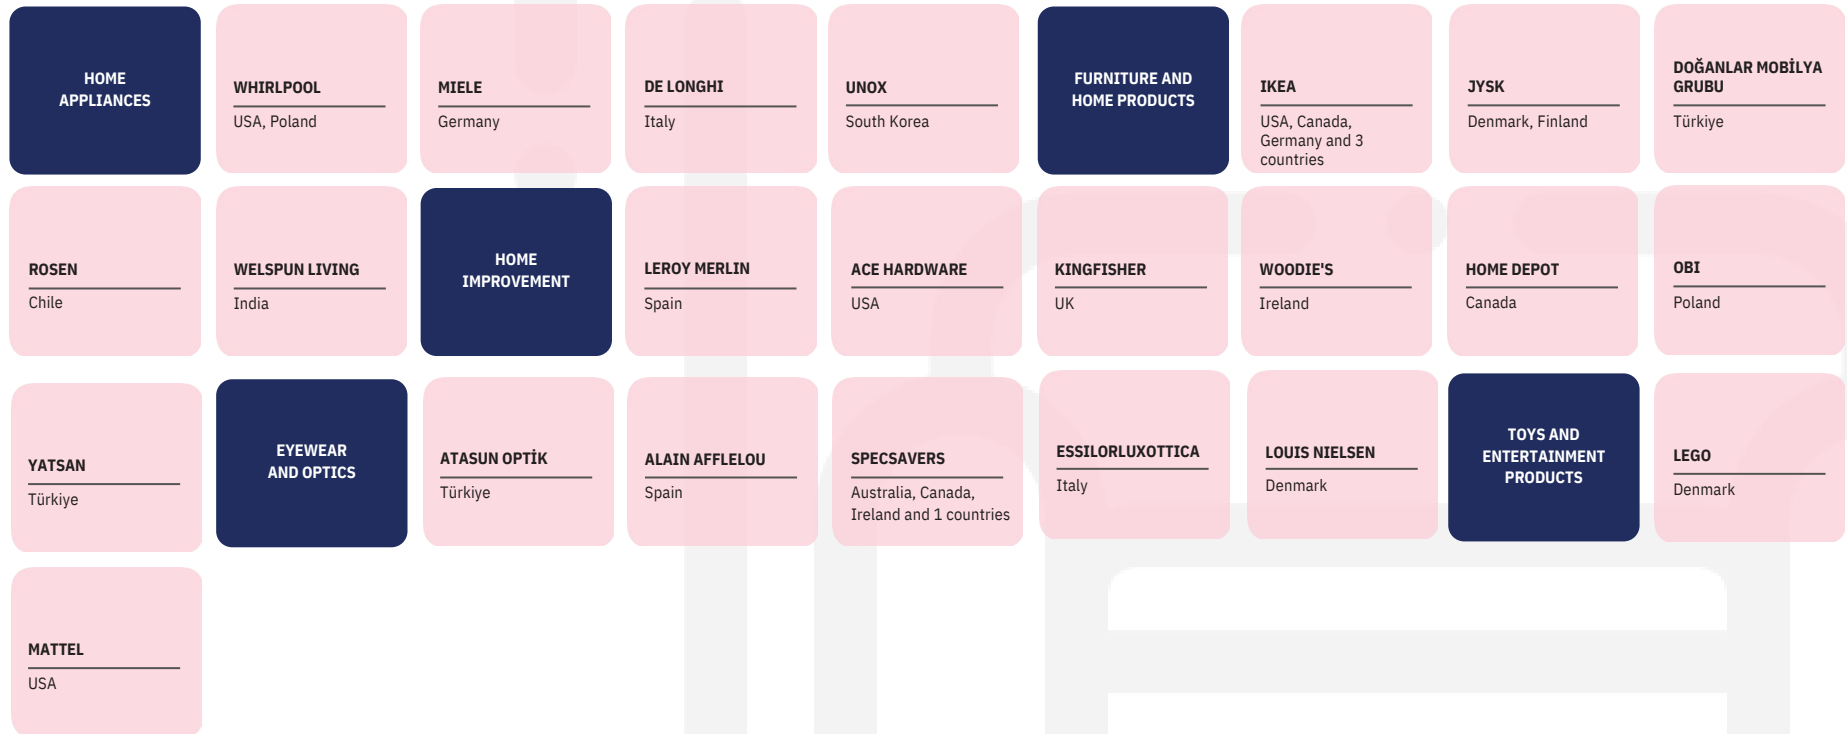 HOME
APPLIANCES
WHIRLPOOL
USA, Poland
MIELE
Germany
DE LONGHI
Italy
UNOX
South Korea
FURNITURE AND
HOME PRODUCTS
IKEA
USA, Canada,
Germany and 3
countries
JYSK
Denmark, Finland
DOĞANLAR MOBİLYA
GRUBU
Türkiye
ROSEN
Chile
WELSPUN LIVING
India
HOME
IMPROVEMENT
LEROY MERLIN
Spain
ACE HARDWARE
USA
KINGFISHER
UK
WOODIE'S
Ireland
HOME DEPOT
Canada
OBI
Poland
YATSAN
Türkiye
EYEWEAR
AND OPTICS
ATASUN OPTİK
Türkiye
ALAIN AFFLELOU
Spain
SPECSAVERS
Australia, Canada,
Ireland and 1 countries
ESSILORLUXOTTICA
Italy
LOUIS NIELSEN
Denmark
TOYS AND
ENTERTAINMENT
PRODUCTS
LEGO
Denmark
MATTEL
USA